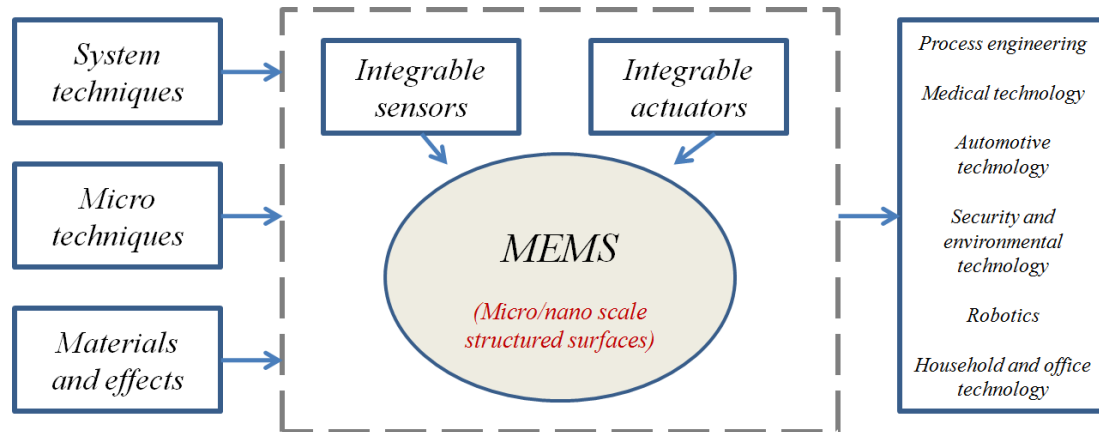 System
techniques
Micro
techniques
Materials
and effects
Integrable
sensors
Integrable
actuators
MEMS
(Micro/nano scale
structured surfaces)
Process engineering
Medical technology
Automotive
technology
Security and
environmental
technology
Robotics
Household and office
technology